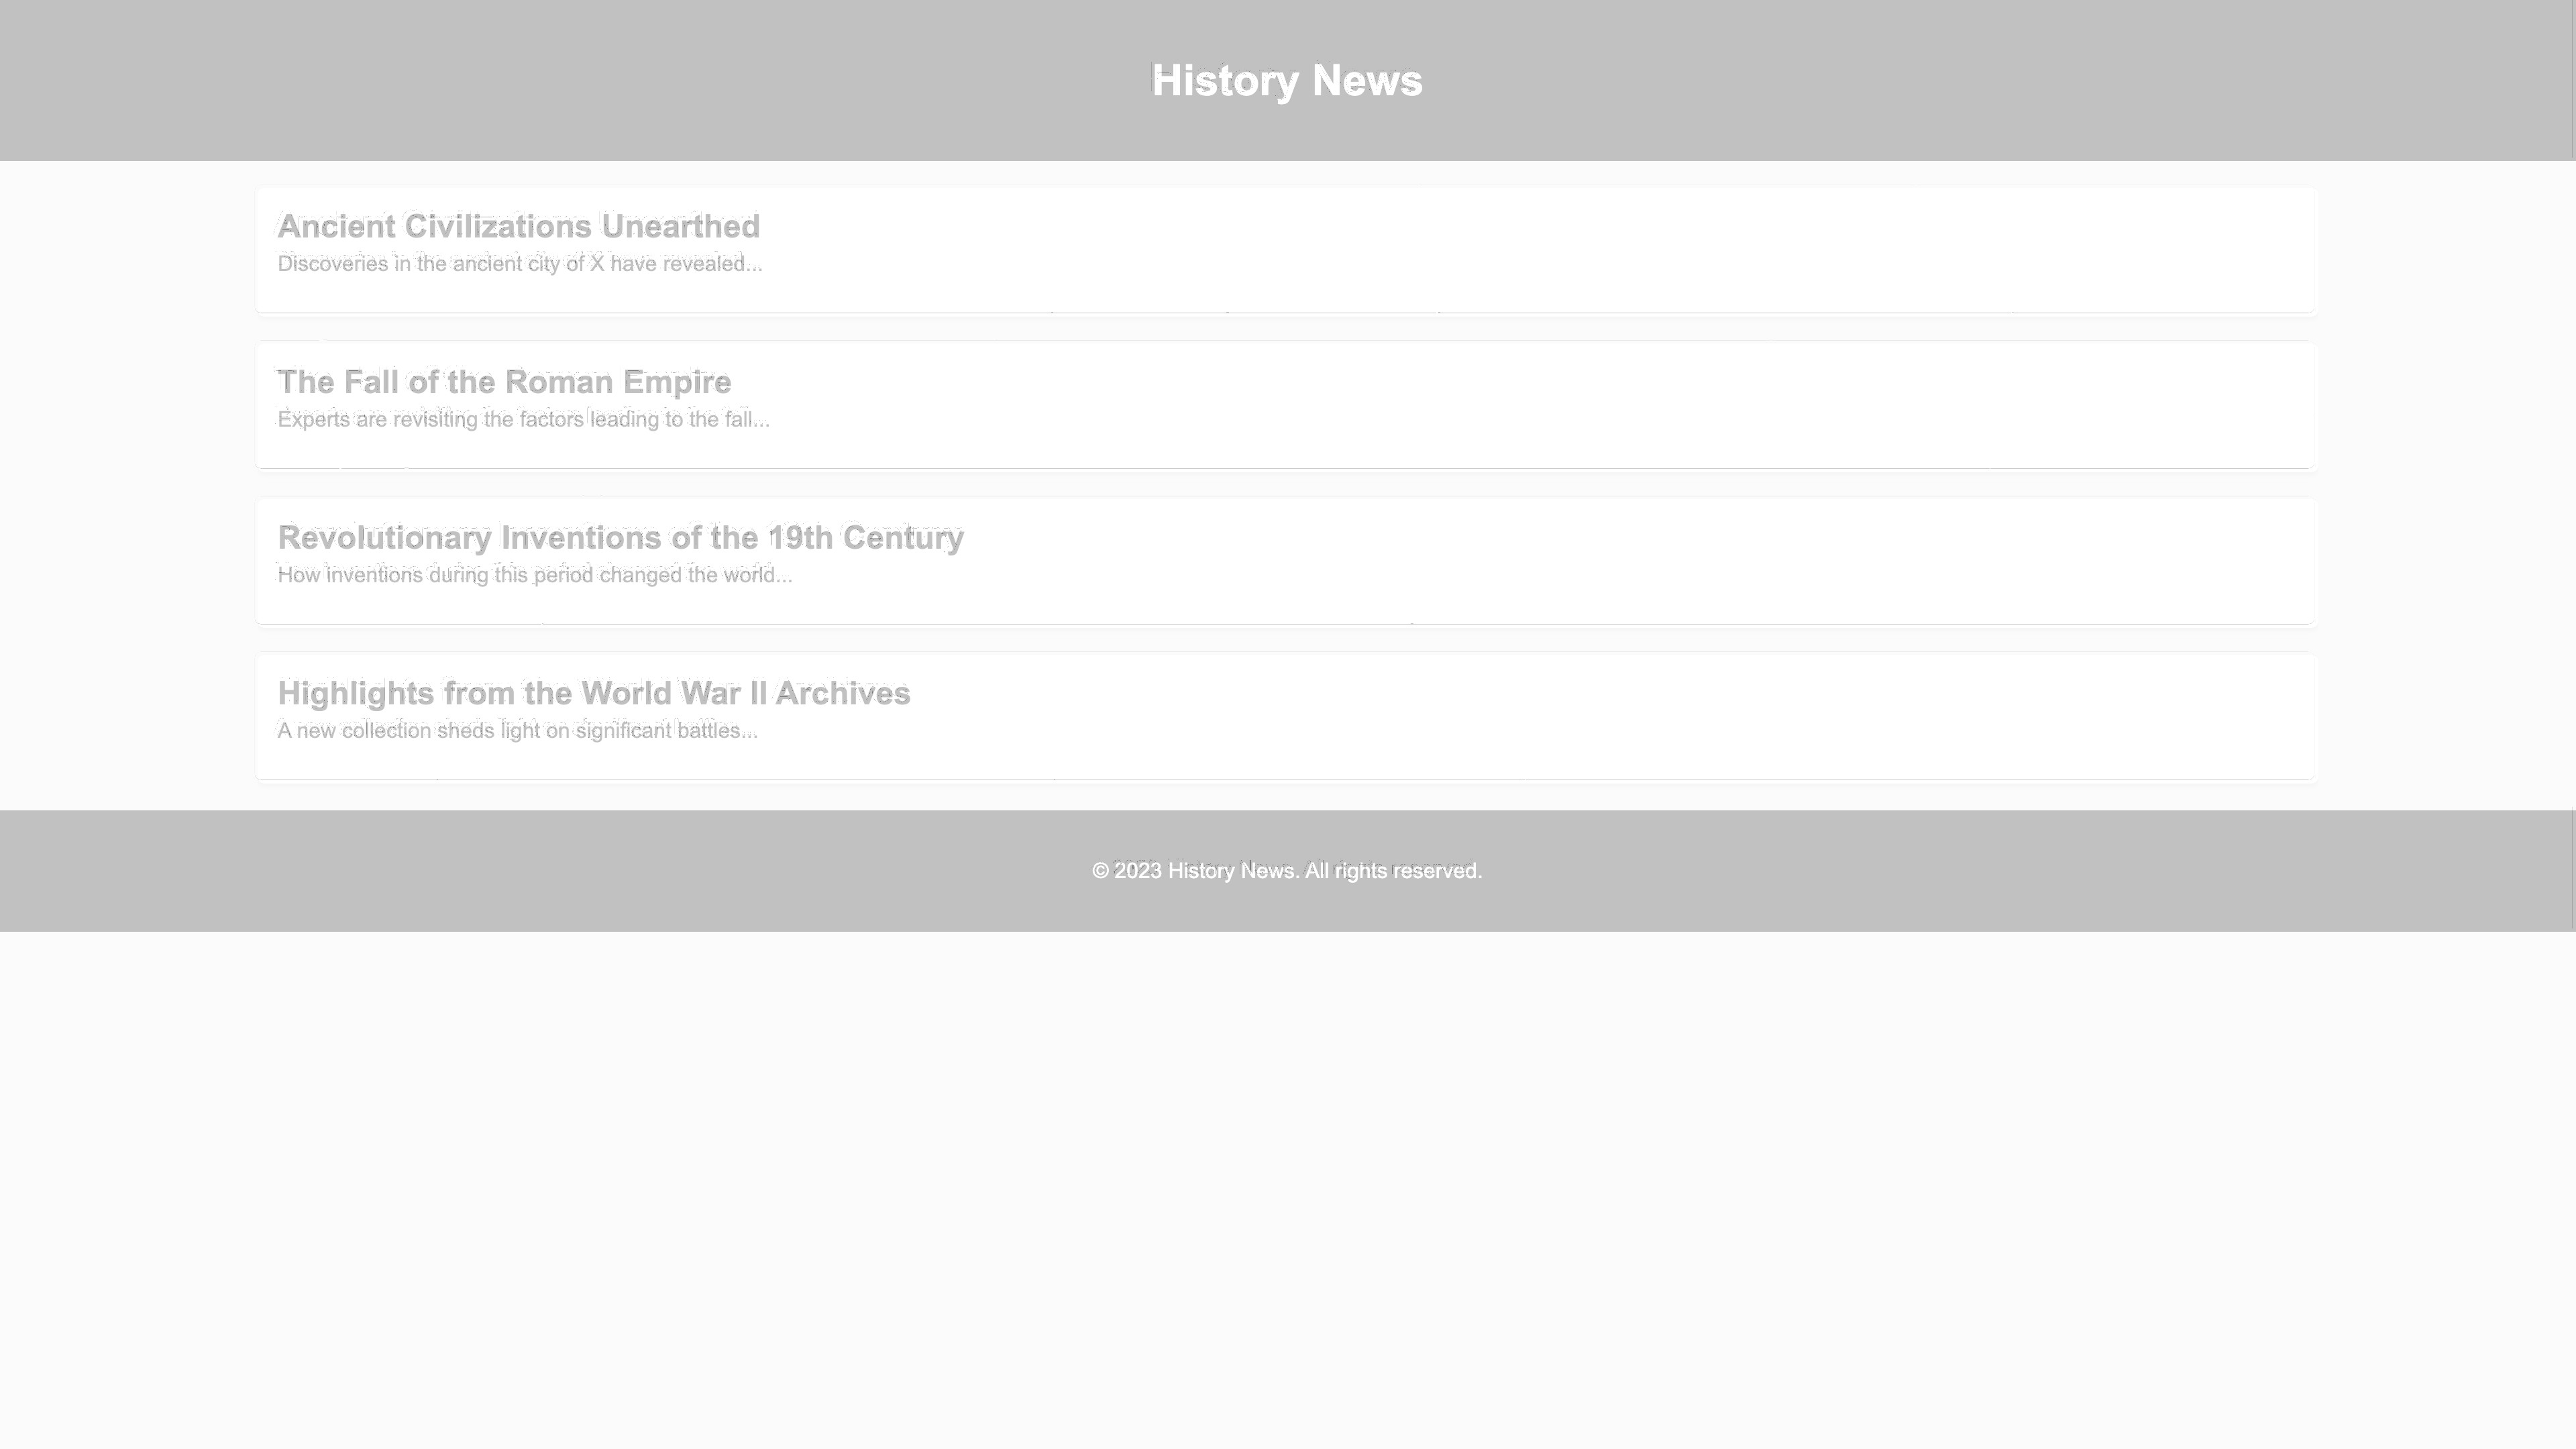 History News
Ancient Civilizations Unearthed
Discoveries in the ancient city of X have revealed...
The Fall of the Roman Empire
Experts are revisiting the factors leading to the fall...
Revolutionary Inventions of the 19th Century
How inventions during this period changed the world...
Highlights from the World War II Archives
A new collection sheds light on significant battles...
© 2023 History News. All rights reserved.